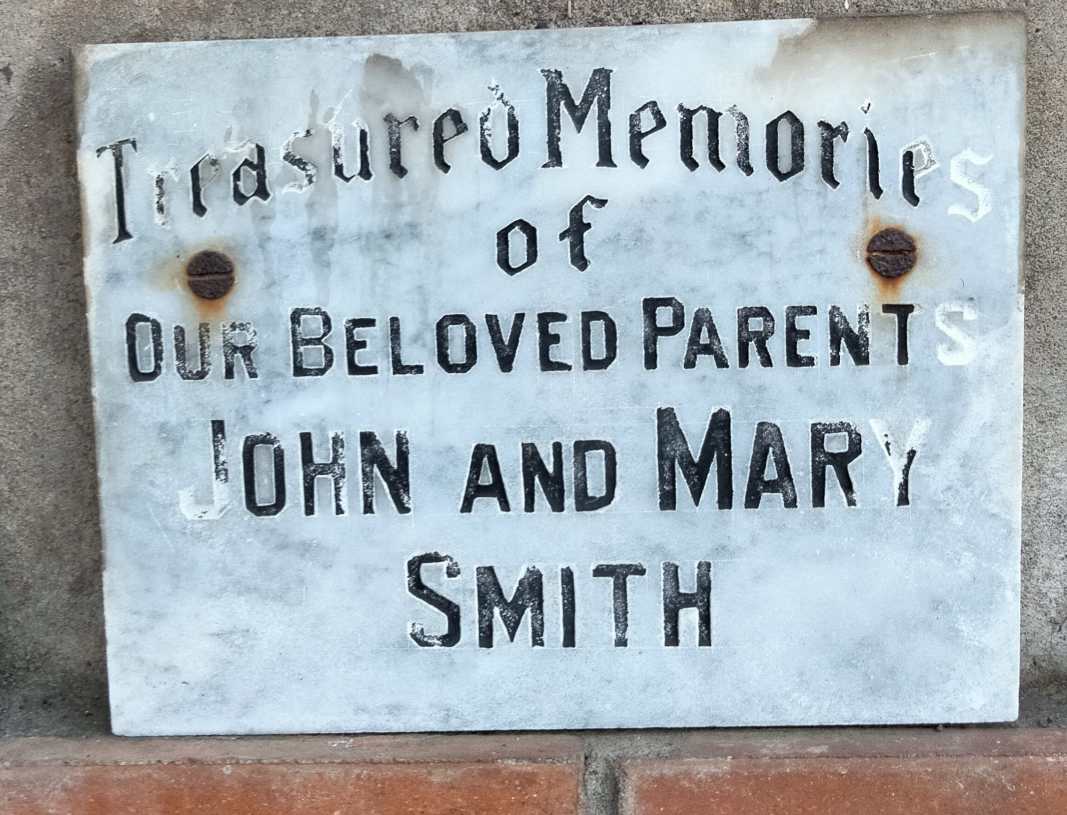 Treasured Memories
of
OUR BELOVED PARENTS
JOHN AND MARY
SMITH